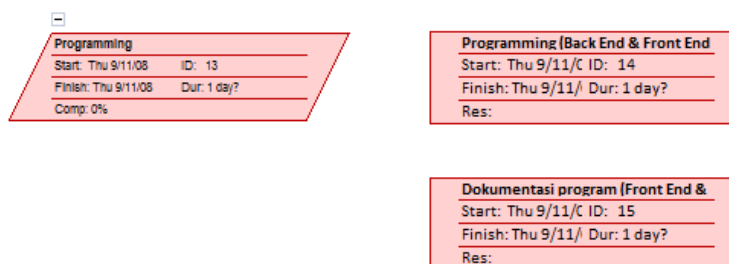 Programming
Start: Thu 9/11/08 ID: 13
Finish: Thu 9/11/08 Dur: 1 day?
Comp: 0%
Programming (Back End & Front End
Start: Thu 9/11/0 ID: 14
Finish: Thu 9/11/ Dur: 1 day?
Res:
Dokumentasi program (Front End &
Start: Thu 9/11/0 ID: 15
Finish: Thu 9/11/ Dur: 1 day?
Res: